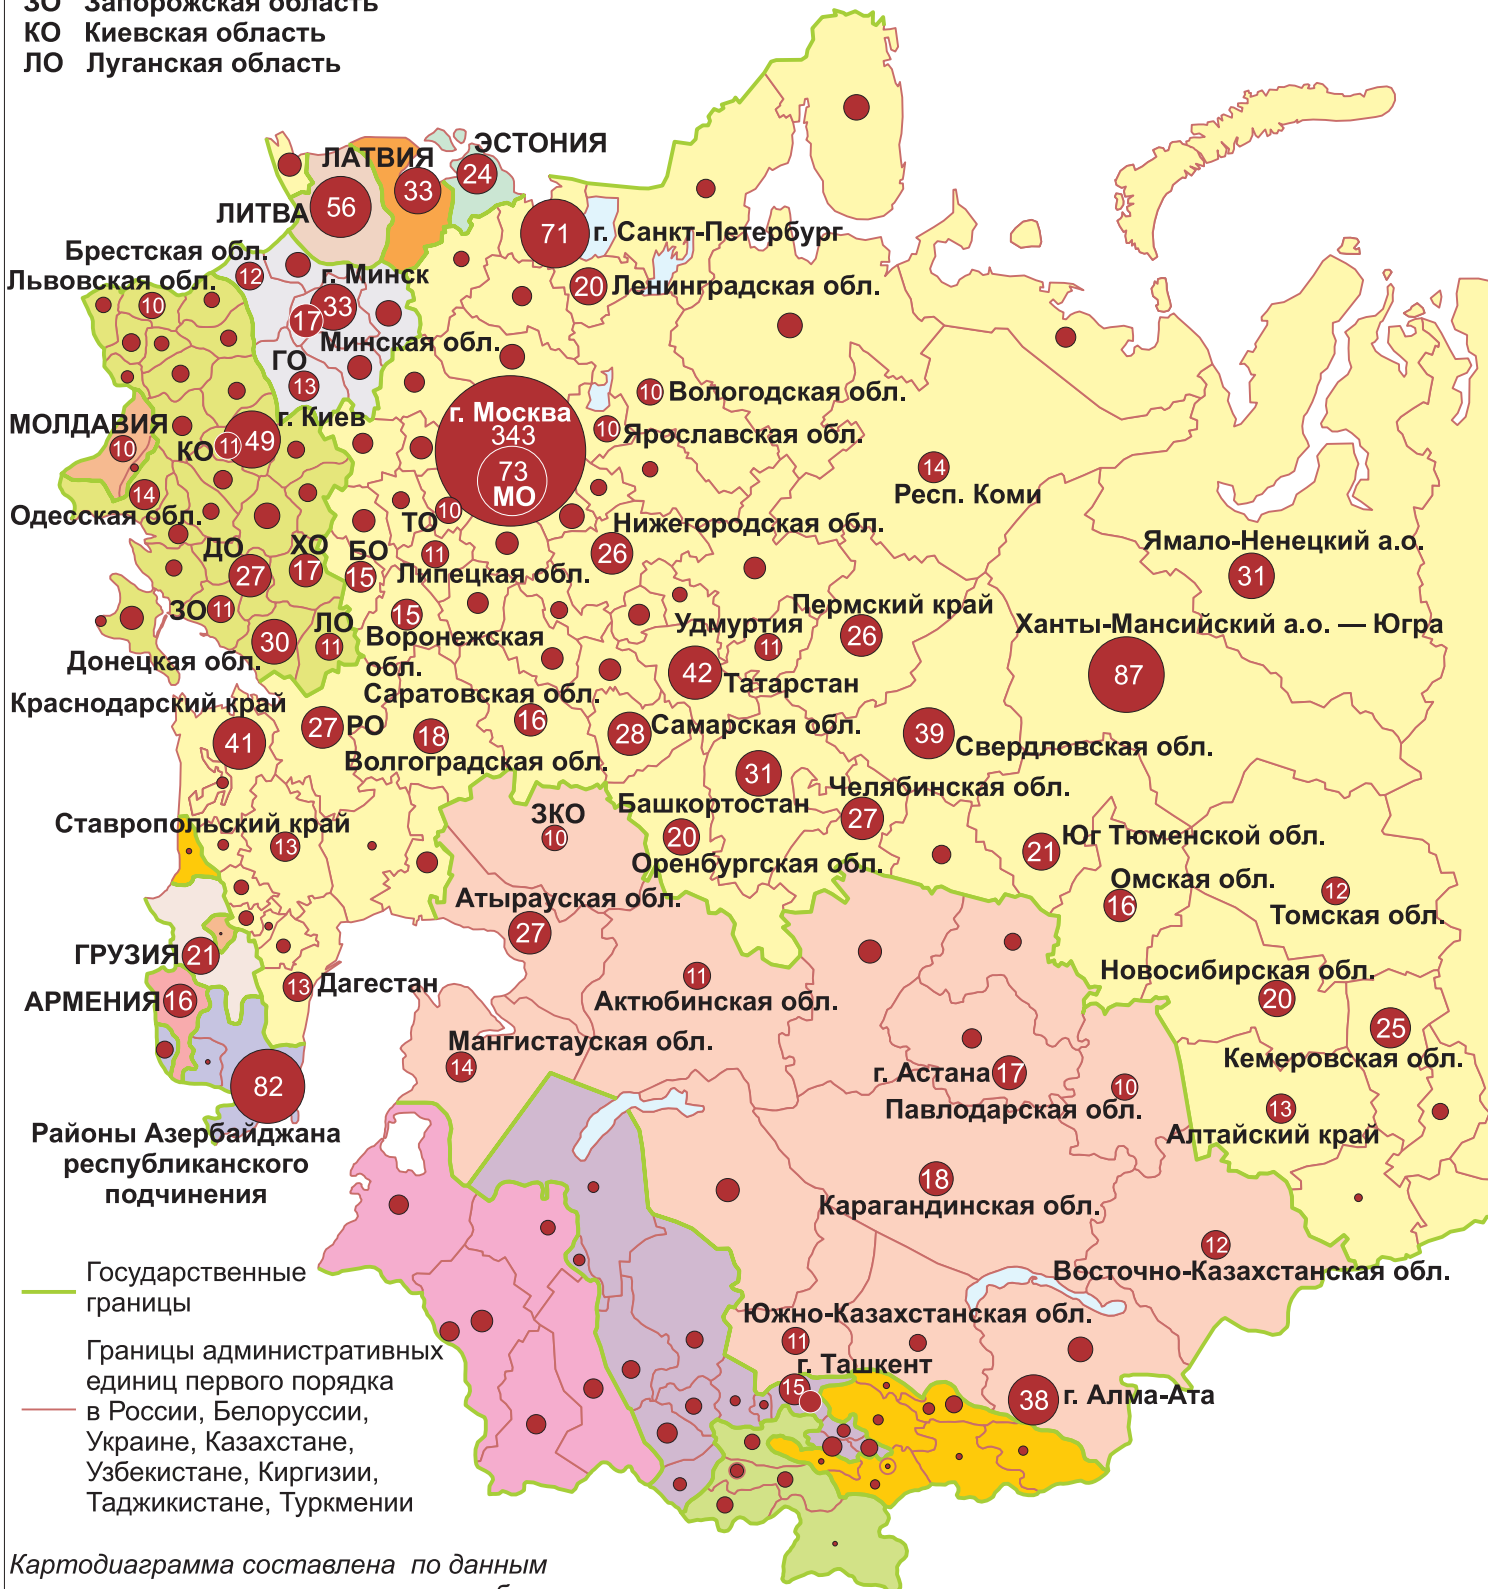 ЗО Запорожская область
КО Киевская область
ЛО Луганская область
ЭСТОНИЯ
24
ЛАТВИЯ
33
56
ЛИТВА
71
г. Санкт-Петербург
Брестская обл.
12
Львовская обл.
10
г. Минск
33
17
Минская обл.
20
Ленинградская обл.
ГО
13
10
Вологодская обл.
г. Москва
343
73
МО
10
Ярославская обл.
МОЛДАВИЯ
10
г. Киев
КО
11
49
14
Респ. Коми
14
Одесская обл.
ТО
10
Нижегородская обл.
26
ДО
27
ХО
17
БО
15
11
Липецкая обл.
Ямало-Ненецкий а.о.
31
ЗО
11
15
Воронежская
обл.
Удмуртия
11
Пермский край
26
Ханты-Мансийский а.о. — Югра
87
30
Донецкая обл.
ЛО
11
42
Татарстан
Краснодарский край
41
27
РО
Саратовская обл.
16
18
Волгоградская обл.
28
Самарская обл.
39
Свердловская обл.
31
Башкортостан
Челябинская обл.
27
Ставропольский край
13
ЗКО
10
20
Оренбургская обл.
21
Юг Тюменской обл.
Омская обл.
16
12
Томская обл.
Атырауская обл.
27
ГРУЗИЯ
21
Новосибирская обл.
20
АРМЕНИЯ
16
13
Дагестан
11
Актюбинская обл.
25
Кемеровская обл.
Мангистауская обл.
14
г. Астана
17
10
Павлодарская обл.
82
Районы Азербайджана
республиканского
подчинения
13
Алтайский край
18
Карагандинская обл.
12
Восточно-Казахстанская обл.
Южно-Казахстанская обл.
11
г. Ташкент
15
38
г. Алма-Ата
Государственные
границы
Границы административных
единиц первого порядка
в России, Белоруссии,
Украине, Казахстане,
Узбекистане, Киргизии,
Таджикистане, Туркмении
Картодиаграмма составлена по данным